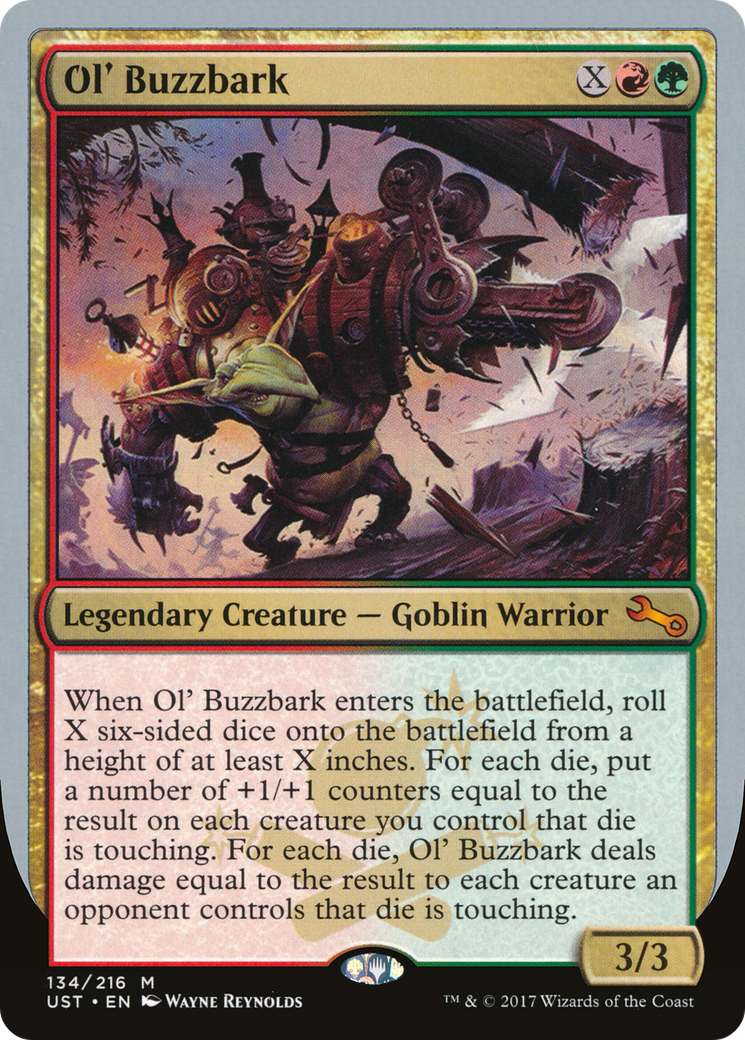 Ol' Buzzbark X
Legendary Creature — Goblin Warrior
When Ol' Buzzbark enters the battlefield, roll
X six-sided dice onto the battlefield from a
height of at least X inches. For each die, put
a number of +1/+1 counters equal to the
result on each creature you control that die
is touching. For each die, Ol' Buzzbark deals
damage equal to the result to each creature an
opponent controls that die is touching.
3/3
134/216 M
UST • EN Wayne Reynolds ™ & © 2017 Wizards of the Coast